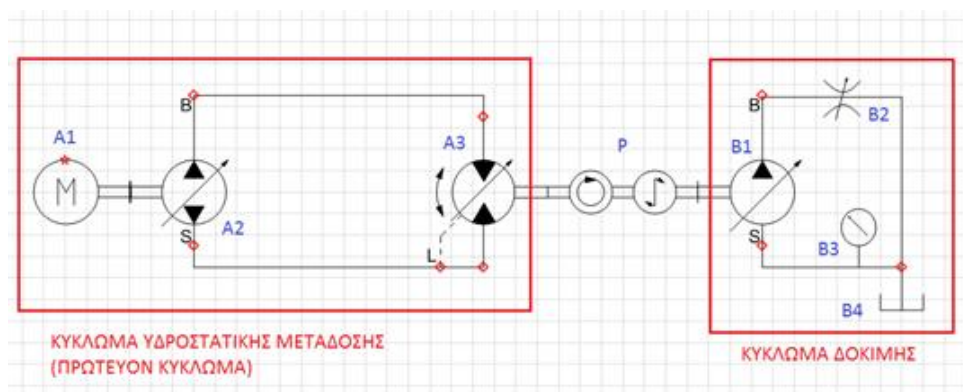 B
B
A1
A3
P
B1
B2
M
S
A2
L
S
B3
B4
ΚΥΚΛΩΜΑ ΥΔΡΟΣΤΑΤΙΚΗΣ ΜΕΤΑΔΟΣΗΣ
(ΠΡΩΤΕΥΟΝ ΚΥΚΛΩΜΑ)
ΚΥΚΛΩΜΑ ΔΟΚΙΜΗΣ